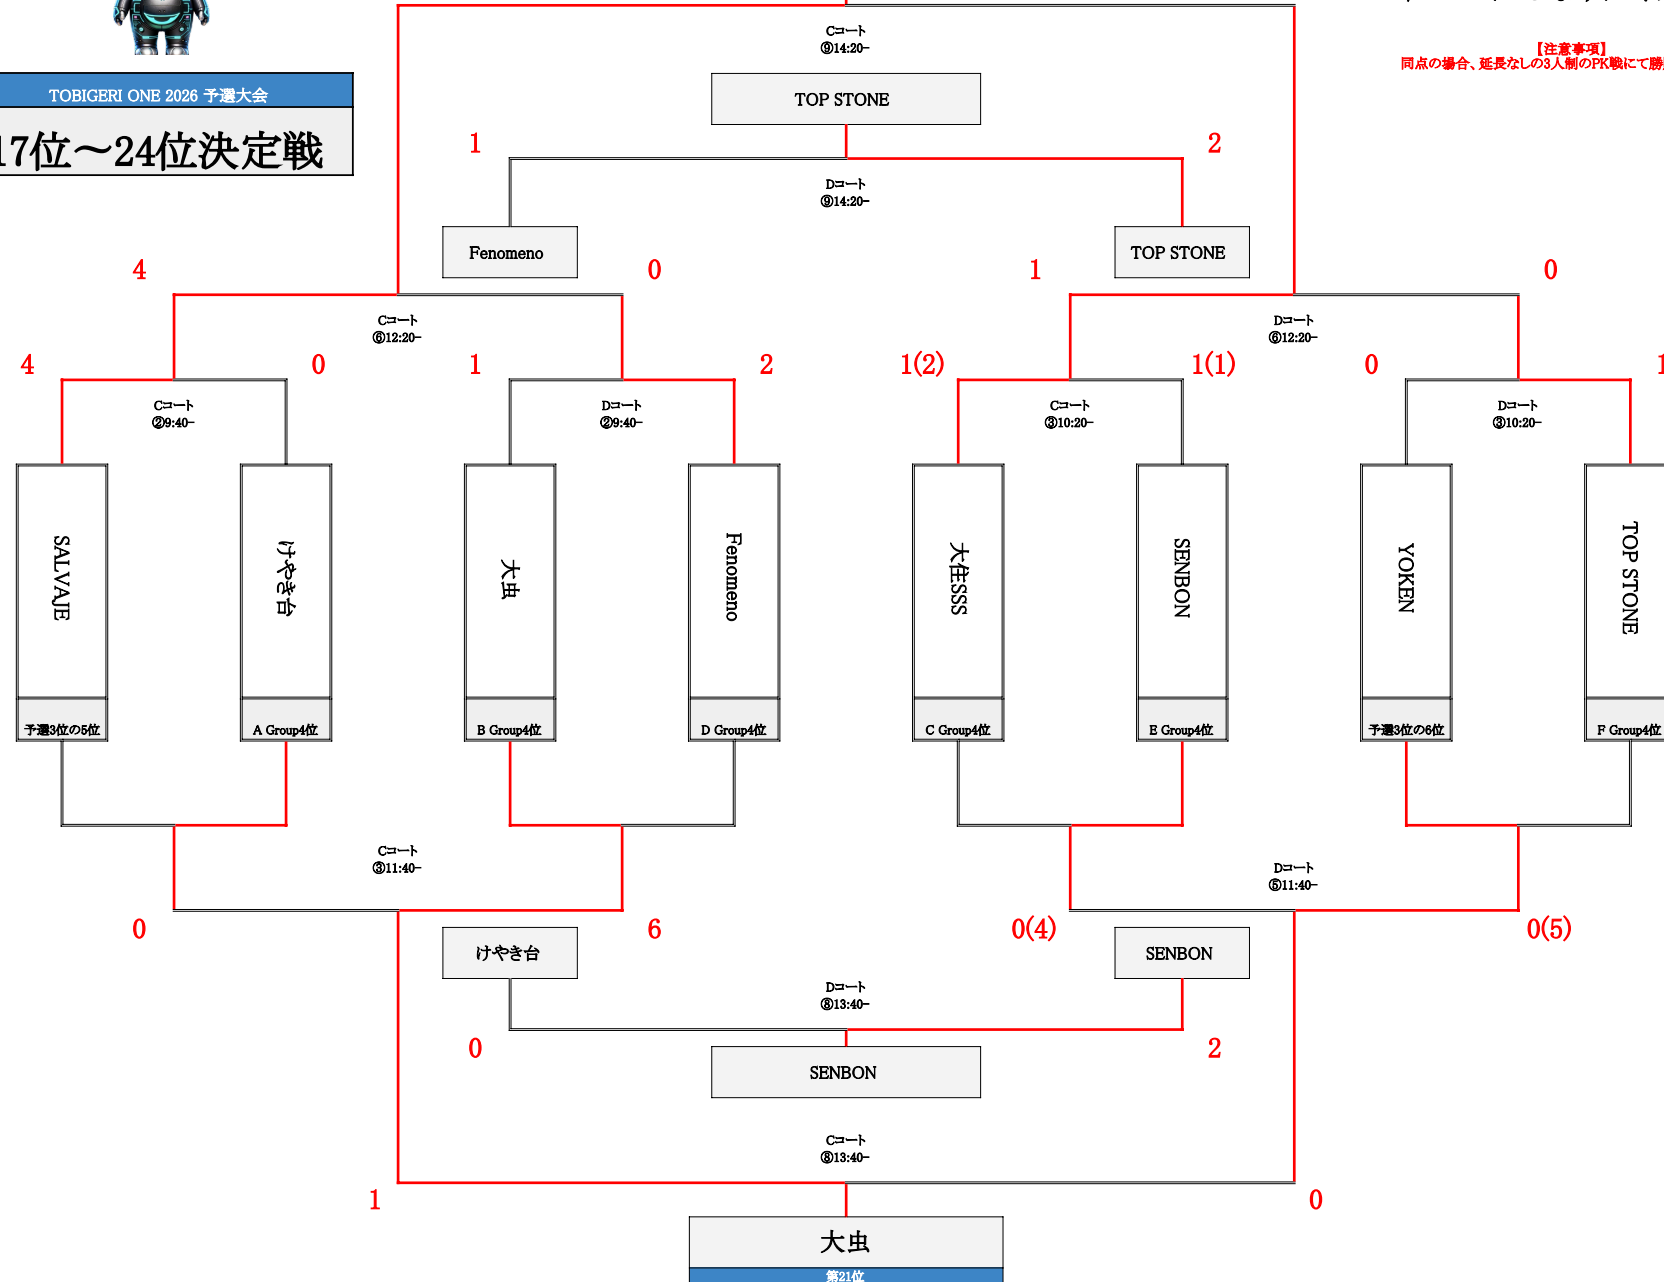 Cコート
⑨14:20-
【注意事項】
同点の場合、延長なしの3人制のPK戦にて勝
TOBIGERI ONE 2026 予選大会
17位〜24位決定戦
TOP STONE
1
2
Dコート
⑨14:20-
Fenomeno
TOP STONE
4
0
1
0
Cコート
⑥12:20-
Dコート
⑥12:20-
4
0
1
2
1(2)
1(1)
0
1
Cコート
②9:40-
Dコート
②9:40-
Cコート
③10:20-
Dコート
③10:20-
SALVAJE
けやき台
大虫
Fenomeno
大住SSS
SENBON
YOKEN
TOP STONE
予選3位の5位
A Group4位
B Group4位
D Group4位
C Group4位
E Group4位
予選3位の6位
F Group4位
Cコート
③11:40-
Dコート
⑤11:40-
0
6
0(4)
0(5)
けやき台
SENBON
Dコート
⑧13:40-
0
2
SENBON
Cコート
⑧13:40-
1
0
大虫
第21位